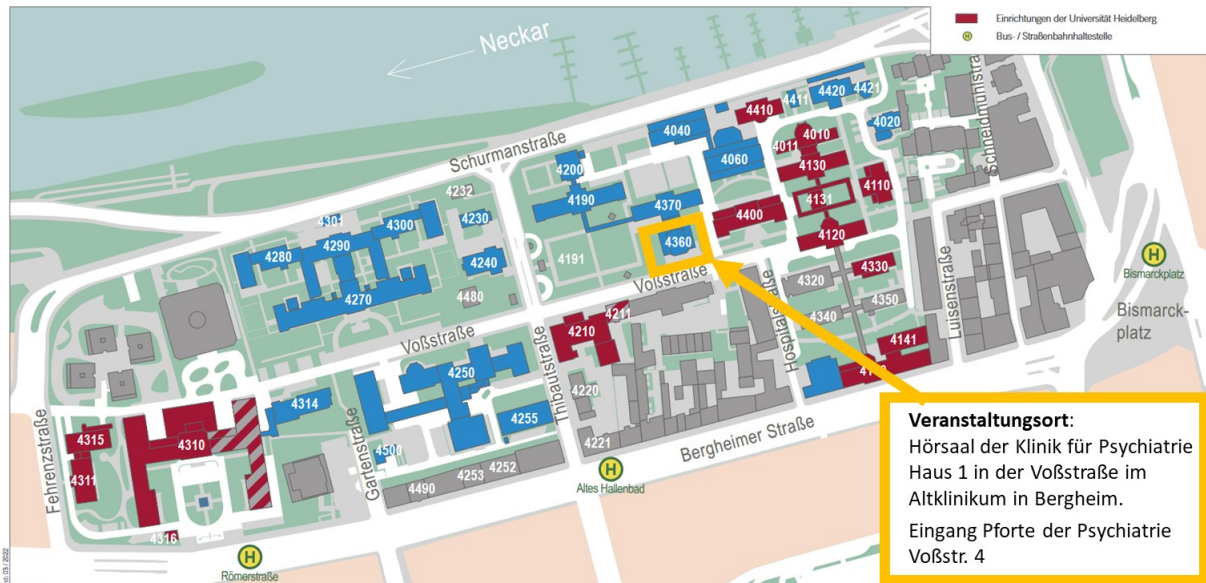 Einrichtungen der Universität Heidelberg
H Bus- / Straßenbahnhaltestelle
Neckar
Schurmanstraße
4410
4411
4420
4421
4040
4020
4010
4011
4060
4130
4110
4131
4120
4200
4190
4370
4400
4360
4191
4232
4230
4240
4480
4301
4300
4290
4280
4270
Voßstraße
Voßstraße
4330
4320
4350
4340
4141
Hospitalstraße
Luisenstraße
H
Bismarckplatz
Bismarck-
platz
4211
4210
4220
4221
Thibautstraße
4250
4255
4314
4500
4252
4253
4490
Gartenstraße
Fehrenzstraße
4315
4310
4311
4316
H
Altes Hallenbad
Bergheimer Straße
H
Römerstraße
03 / 2022
Veranstaltungsort:
Hörsaal der Klinik für Psychiatrie
Haus 1 in der Voßstraße im
Altklinikum in Bergheim.
Eingang Pforte der Psychiatrie
Voßstr. 4